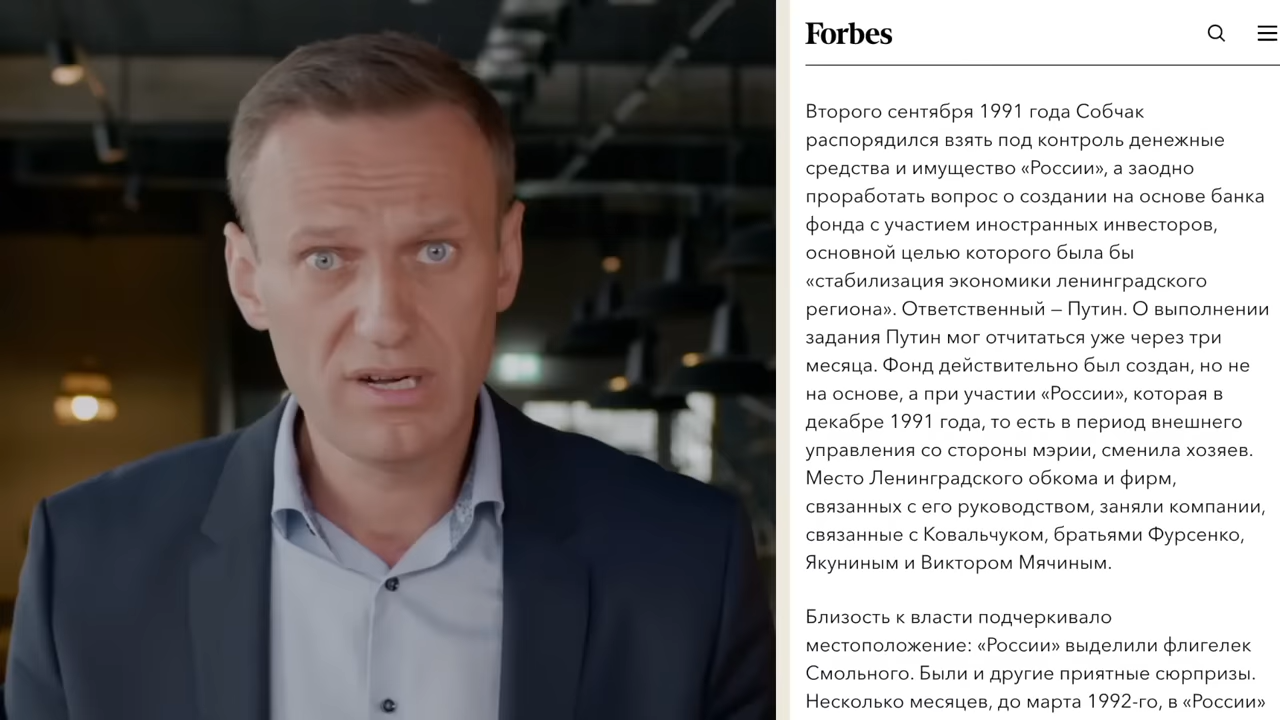 Forbes
Второго сентября 1991 года Собчак
распорядился взять под контроль денежные
средства и имущество «России», а заодно
проработать вопрос о создании на основе банка
фонда с участием иностранных инвесторов,
основной целью которого была бы
«стабилизация экономики ленинградского
региона». Ответственный — Путин. О выполнении
задания Путин мог отчитаться уже через три
месяца. Фонд действительно был создан, но не
на основе, а при участии «России», которая в
декабре 1991 года, то есть в период внешнего
управления со стороны мэрии, сменила хозяев.
Место Ленинградского обкома и фирм,
связанных с его руководством, заняли компании,
связанные с Ковальчуком, братьями Фурсенко,
Якуниным и Виктором Мячиным.
Близость к власти подчеркивало
местоположение: «России» выделили флигелек
Смольного. Были и другие приятные сюрпризы.
Несколько месяцев, до марта 1992-го, в «России»